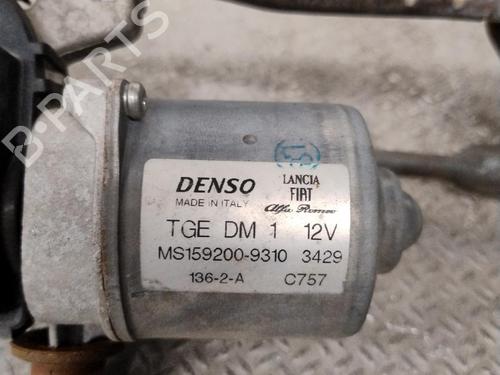 B-PARTS
DENSO
MADE IN ITALY
LANCIA
FIAT
Alfa Romeo
TGE DM 1 12V
MS159200-9310 3429
136-2-A C757